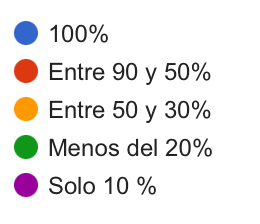 100%
Entre 90 y 50%
Entre 50 y 30%
Menos del 20%
Solo 10 %